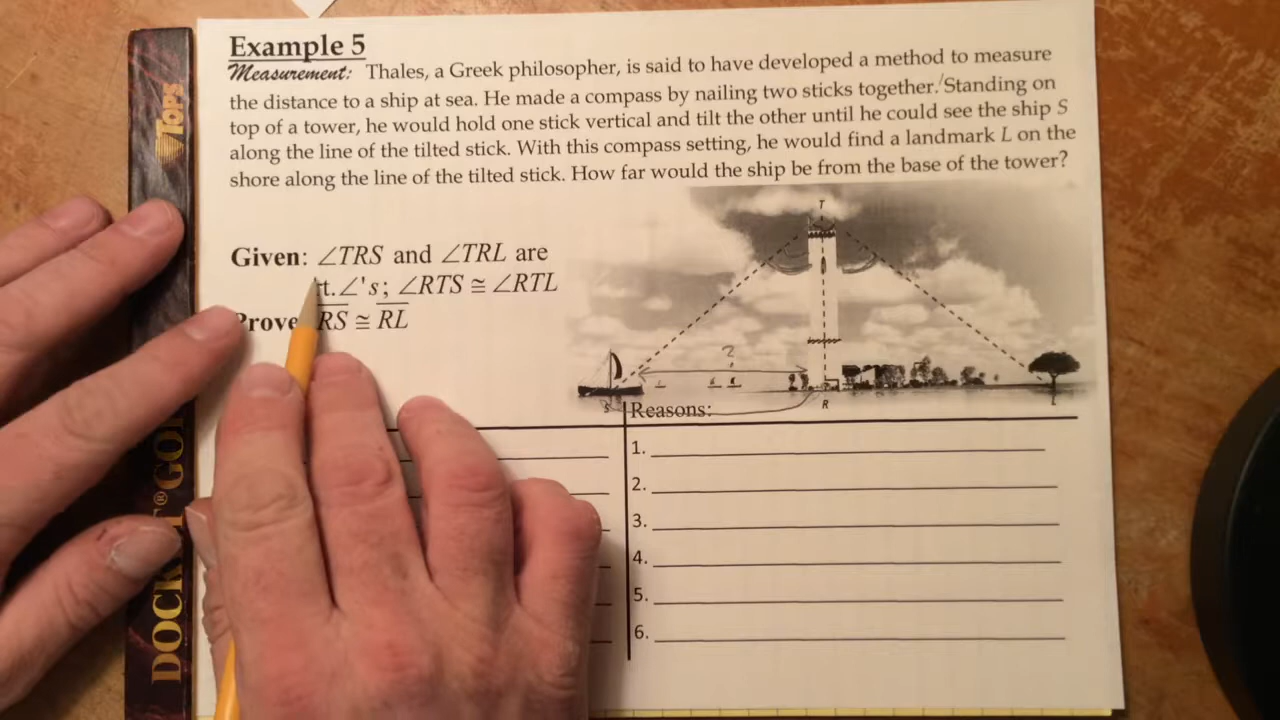 Example 5
Measurement: Thales, a Greek philosopher, is said to have developed a method to measure
the distance to a ship at sea. He made a compass by nailing two sticks together. Standing on
top of a tower, he would hold one stick vertical and tilt the other until he could see the ship S
along the line of the tilted stick. With this compass setting, he would find a landmark L on the
shore along the line of the tilted stick. How far would the ship be from the base of the tower?
Given: ∠TRS and ∠TRL are
∠'s; ∠RTS ≅ ∠RTL
RS ≅ RL
T
?
S
R
L
Reasons:
1.
2.
3.
4.
5.
6.
TOPS